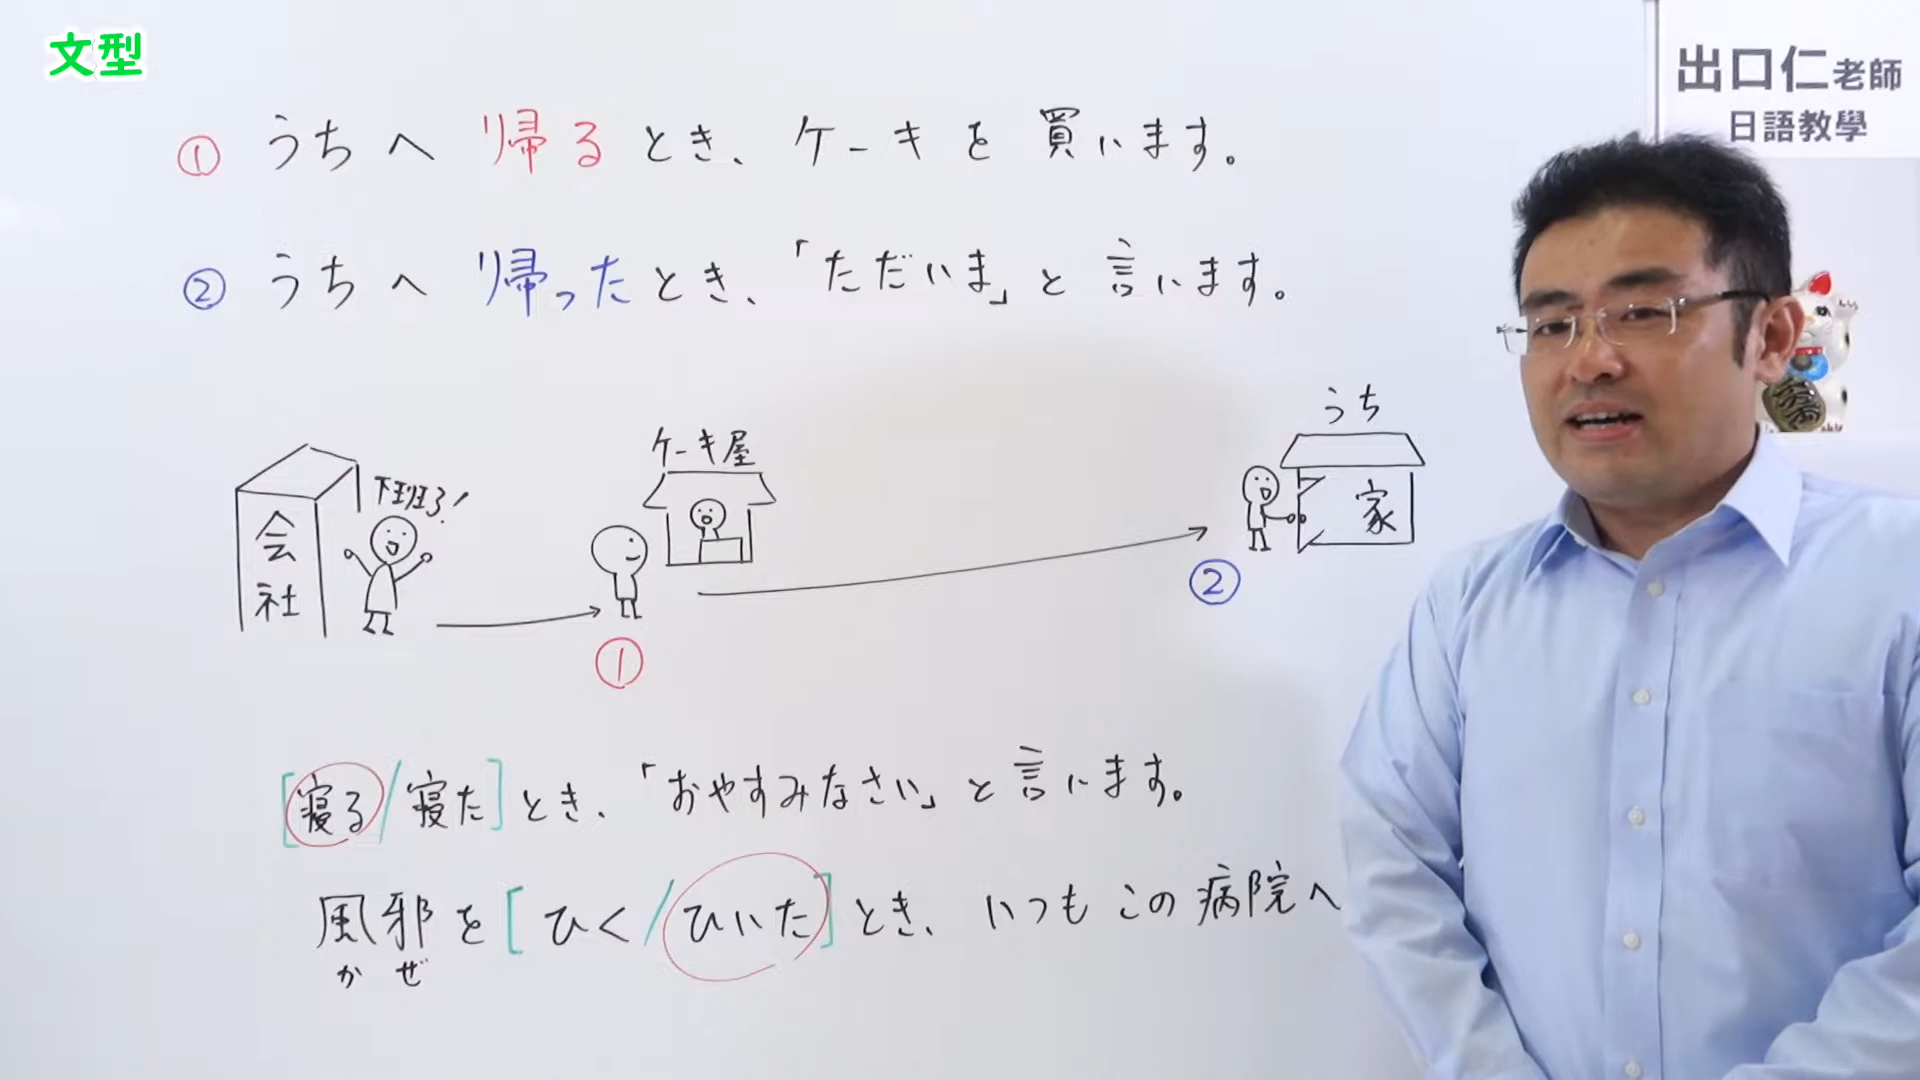 文型
出口仁老師
日語教學
① うちへ 帰るとき、ケーキを 買います。
② うちへ 帰ったとき、「ただいま」と 言います。
うち
ケーキ屋
下班了!
会社
家
①
②
[寝る/寝た]とき、「おやすみなさい」と言います。
風邪を[ひく/ひいた]とき、いつもこの病院へ
かぜ